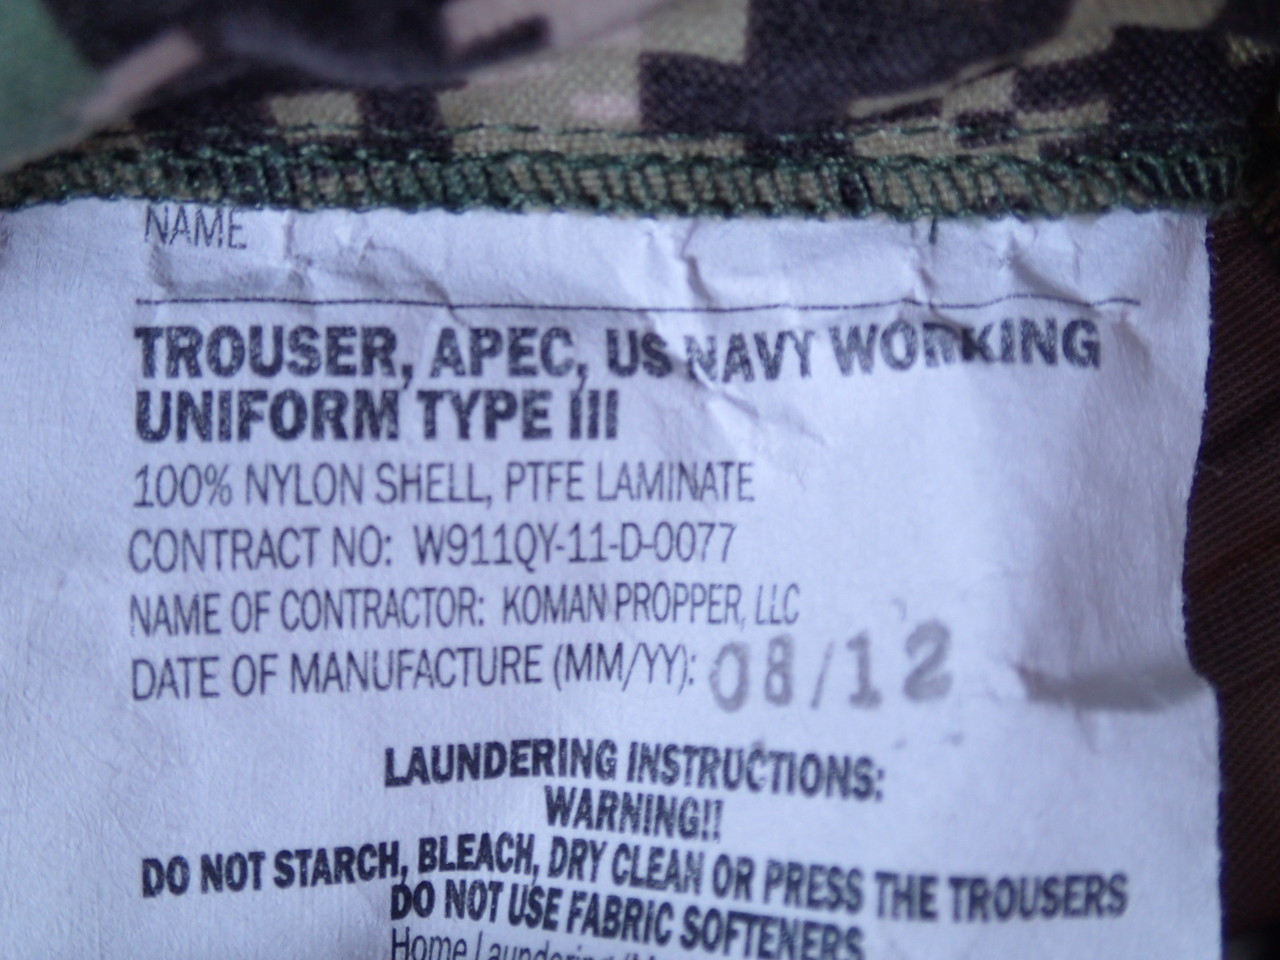 NAME
TROUSER, APEC, US NAVY WORKING
UNIFORM TYPE III
100% NYLON SHELL, PTFE LAMINATE
CONTRACT NO: W911QY-11-D-0077
NAME OF CONTRACTOR: KOMAN PROPPER, LLC
DATE OF MANUFACTURE (MM/YY): 08/12
LAUNDERING INSTRUCTIONS:
WARNING!!
DO NOT STARCH, BLEACH, DRY CLEAN OR PRESS THE TROUSERS
DO NOT USE FABRIC SOFTENERS
Home Laundering